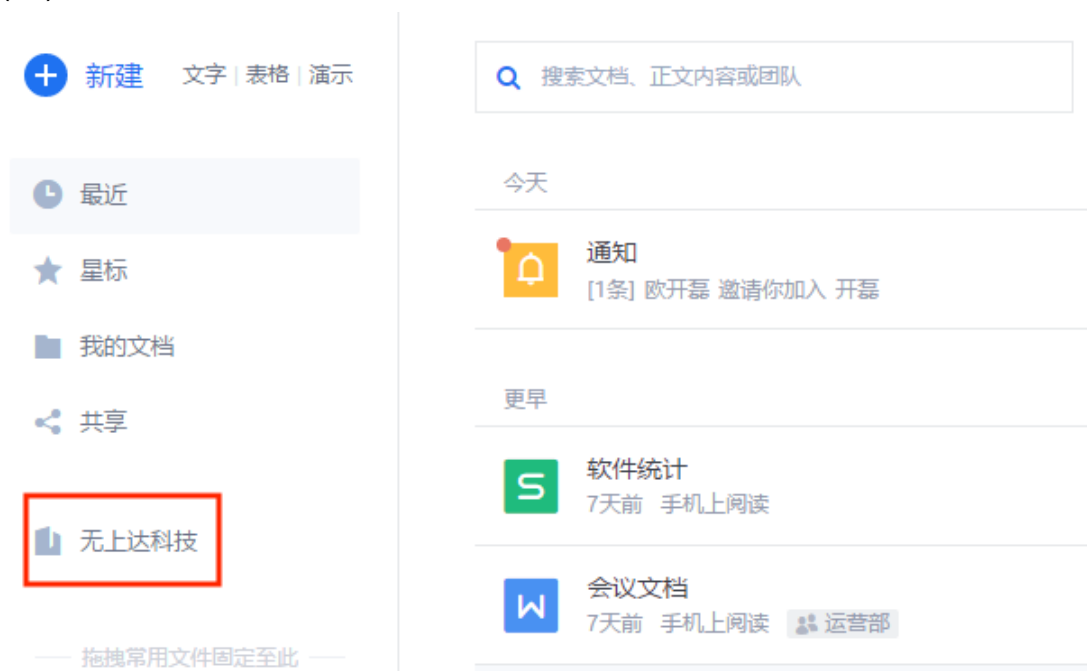 新建 文字 | 表格 | 演示
最近
星标
我的文档
共享
无上达科技
拖拽常用文件固定至此
搜索文档、正文内容或团队
今天
通知
[1条] 欧开磊 邀请你加入 开磊
更早
软件统计
7天前 手机上阅读
会议文档
7天前 手机上阅读 运营部